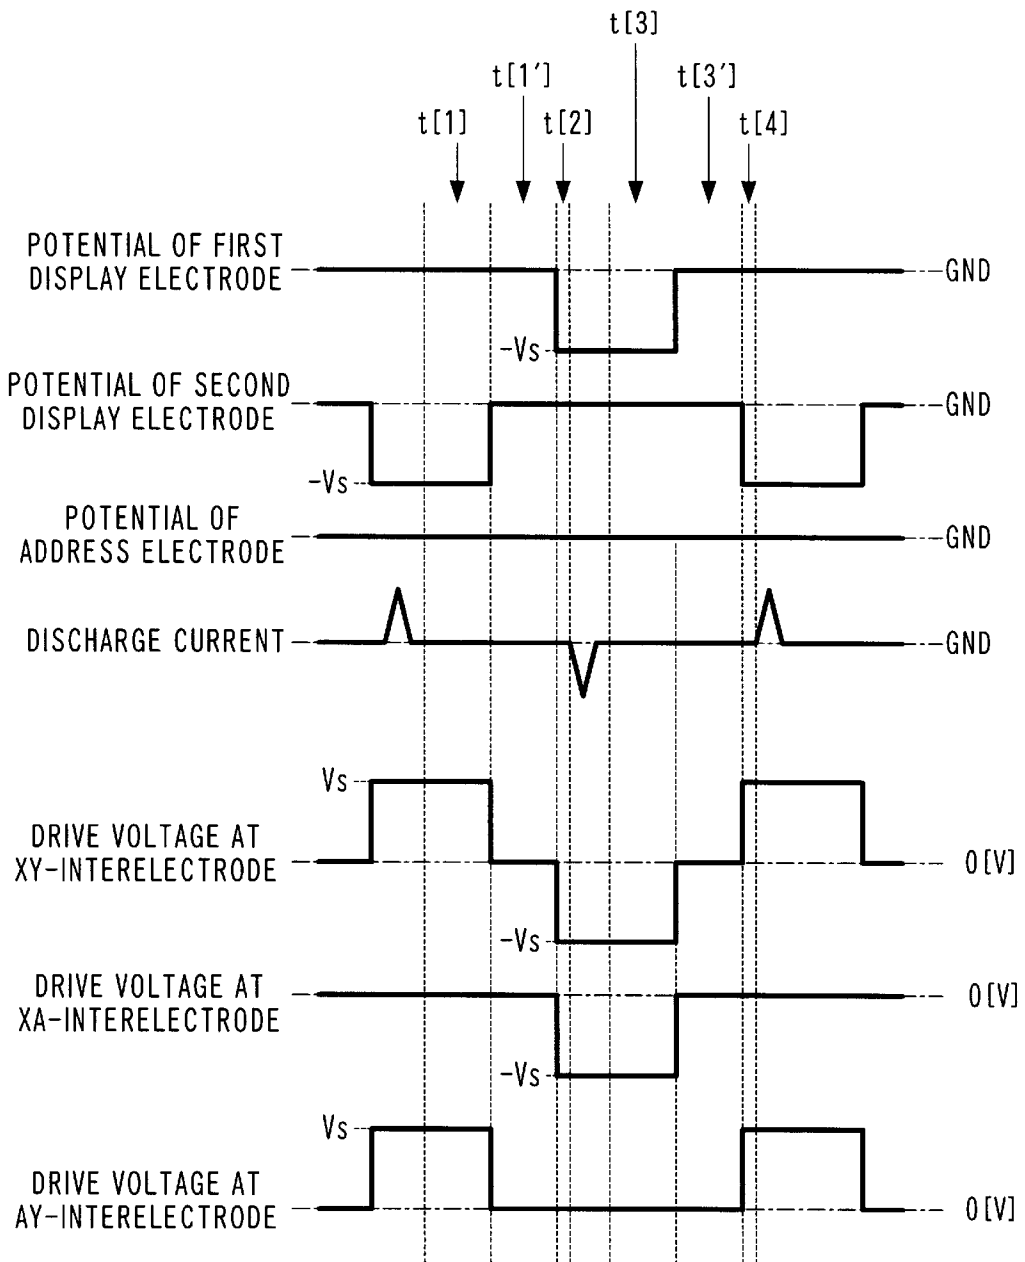 t[3]
t[1'] t[3']
t[1] t[2] t[4]
POTENTIAL OF FIRST
DISPLAY ELECTRODE
GND
-Vs
POTENTIAL OF SECOND
DISPLAY ELECTRODE
GND
-Vs
POTENTIAL OF
ADDRESS ELECTRODE
GND
DISCHARGE CURRENT
GND
Vs
DRIVE VOLTAGE AT
XY-INTERELECTRODE
0[V]
-Vs
DRIVE VOLTAGE AT
XA-INTERELECTRODE
0[V]
-Vs
Vs
DRIVE VOLTAGE AT
AY-INTERELECTRODE
0[V]